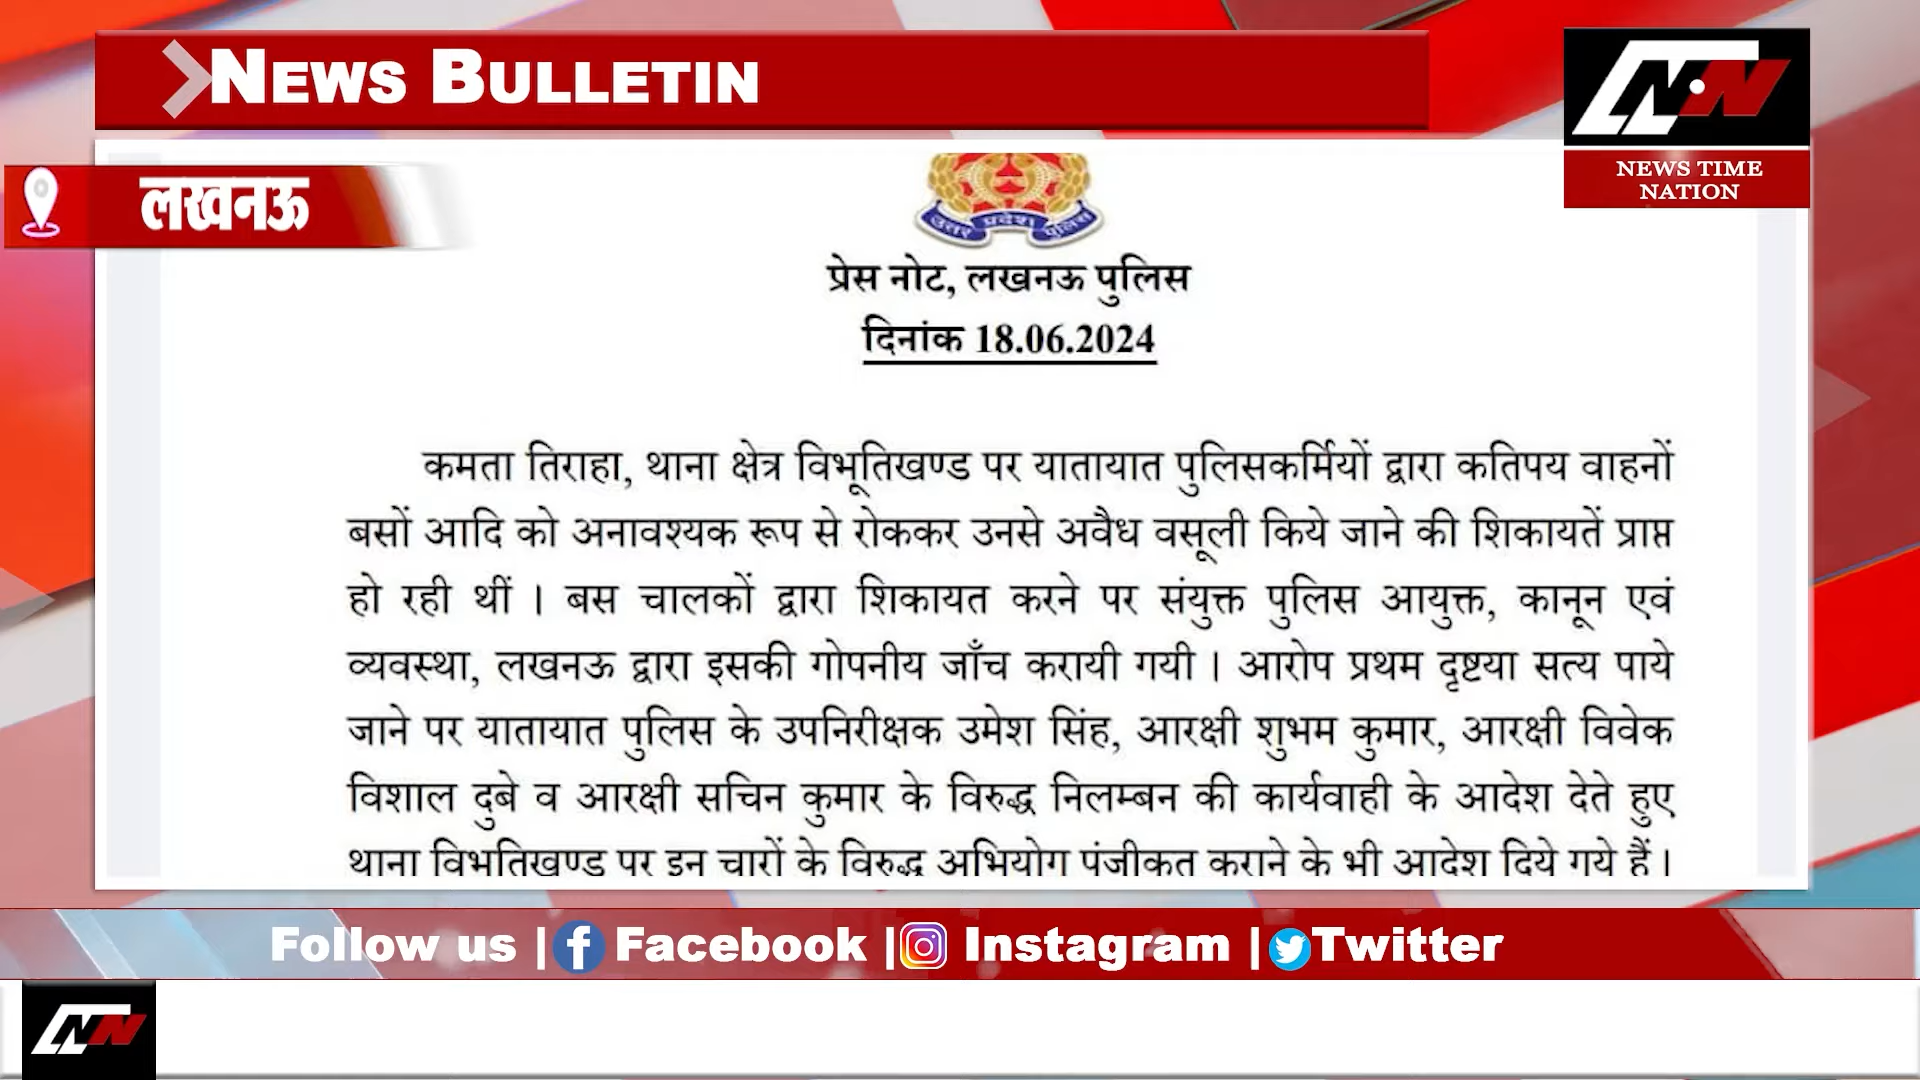 NEWS BULLETIN
NEWS TIME
NATION
लखनऊ
उत्तर प्रदेश पुलिस
प्रेस नोट, लखनऊ पुलिस
दिनांक 18.06.2024
कमता तिराहा, थाना क्षेत्र विभूतिखण्ड पर यातायात पुलिसकर्मियों द्वारा कतिपय वाहनों
बसों आदि को अनावश्यक रूप से रोककर उनसे अवैध वसूली किये जाने की शिकायतें प्राप्त
हो रही थीं । बस चालकों द्वारा शिकायत करने पर संयुक्त पुलिस आयुक्त, कानून एवं
व्यवस्था, लखनऊ द्वारा इसकी गोपनीय जाँच करायी गयी । आरोप प्रथम दृष्टया सत्य पाये
जाने पर यातायात पुलिस के उपनिरीक्षक उमेश सिंह, आरक्षी शुभम कुमार, आरक्षी विवेक
विशाल दुबे व आरक्षी सचिन कुमार के विरुद्ध निलम्बन की कार्यवाही के आदेश देते हुए
थाना विभूतिखण्ड पर इन चारों के विरुद्ध अभियोग पंजीकृत कराने के भी आदेश दिये गये हैं ।
Follow us | Facebook | Instagram | Twitter